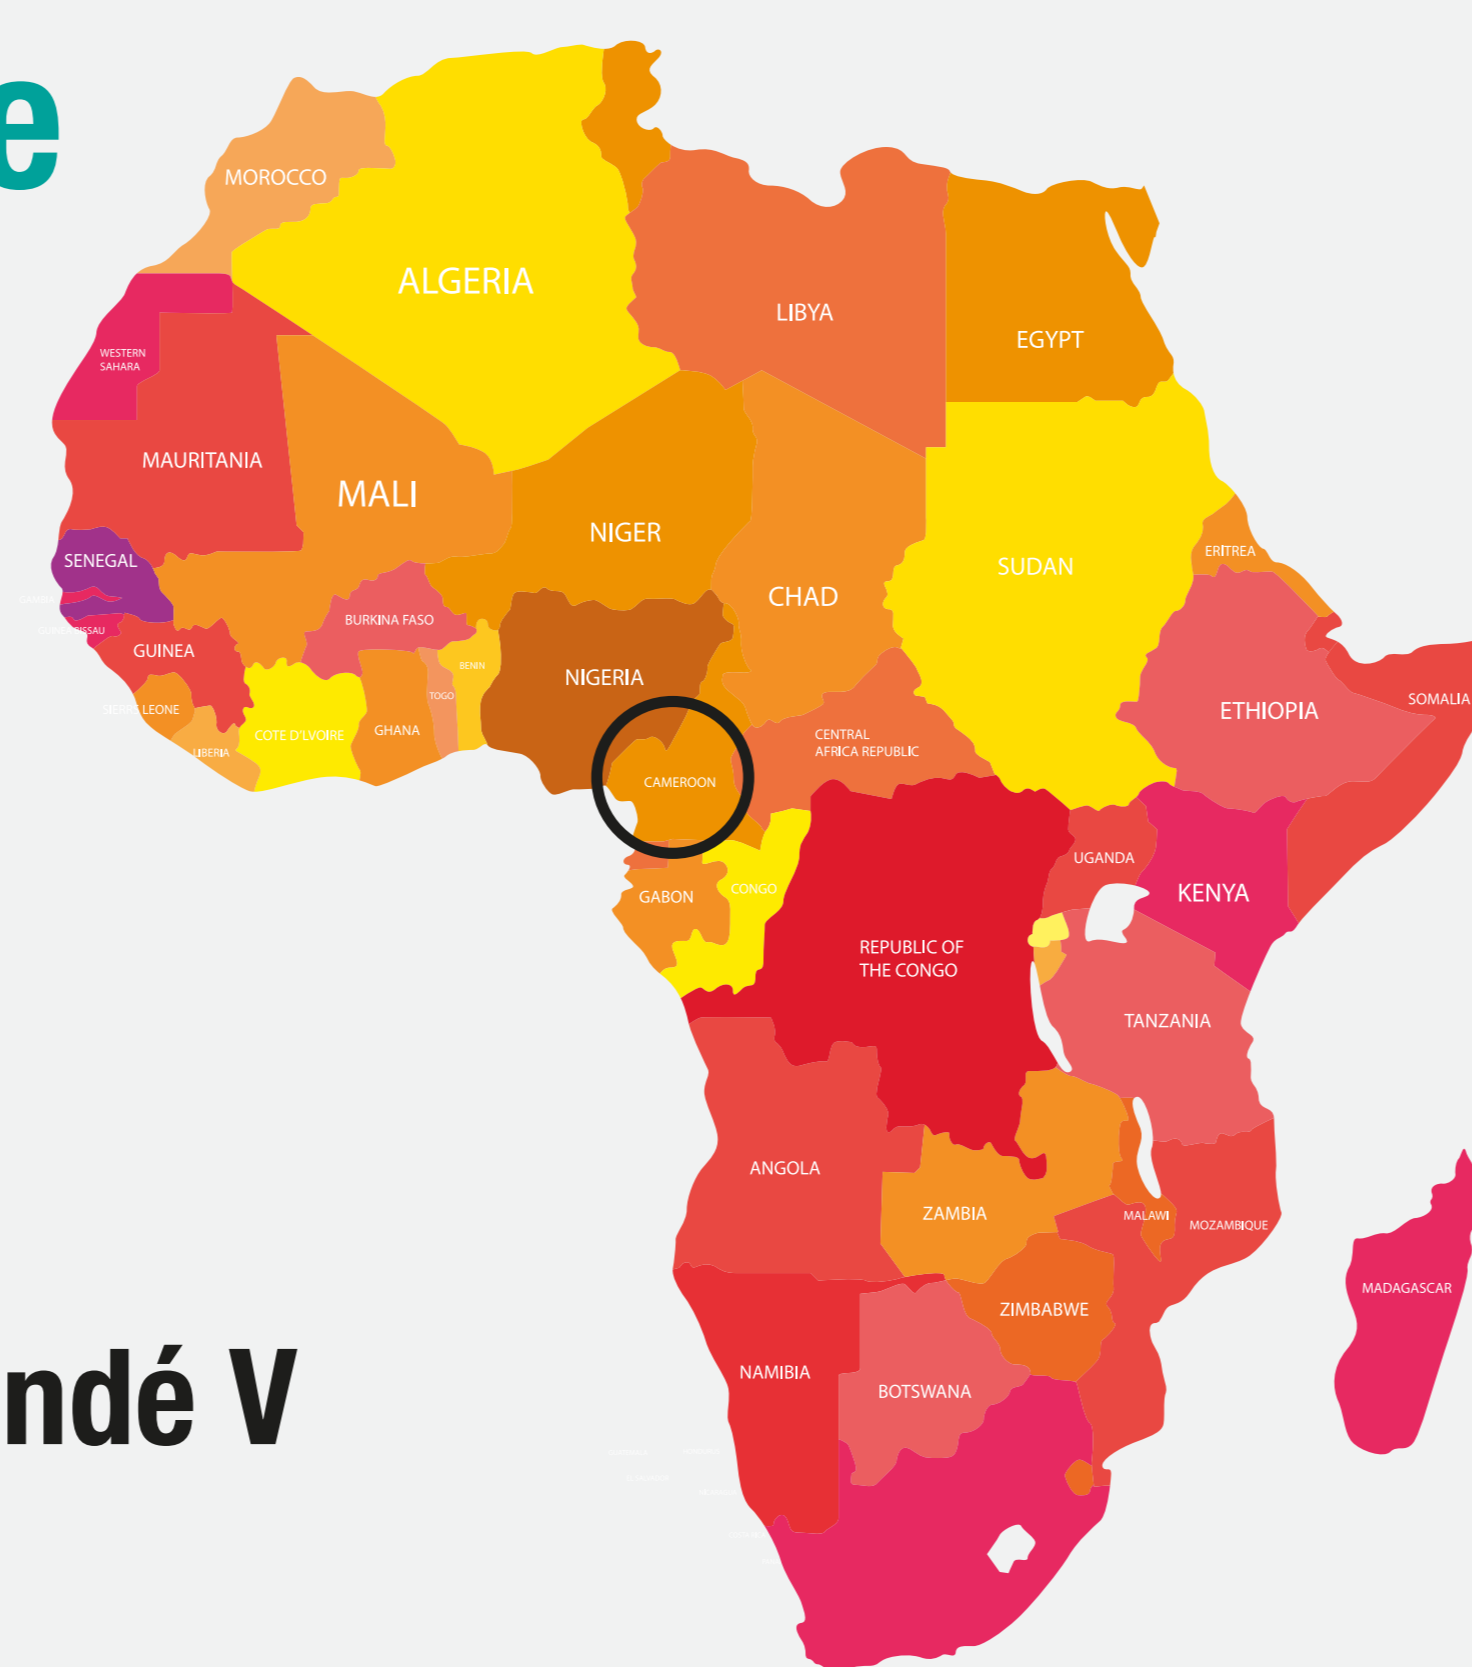 e
MOROCCO
ALGERIA
LIBYA
EGYPT
WESTERN
SAHARA
MAURITANIA
MALI
NIGER
CHAD
SUDAN
ERITREA
SENEGAL
BURKINA FASO
GUINEA
BENIN
NIGERIA
TOGO
SOMALIA
ETHIOPIA
LEONE
GHANA
COTE D'LVOIRE
CENTRAL
AFRICA REPUBLIC
LIBERIA
CAMEROON
UGANDA
KENYA
CONGO
GABON
REPUBLIC OF
THE CONGO
TANZANIA
ANGOLA
ZAMBIA
MALAWI
MOZAMBIQUE
MADAGASCAR
ZIMBABWE
NAMIBIA
BOTSWANA
ndé V